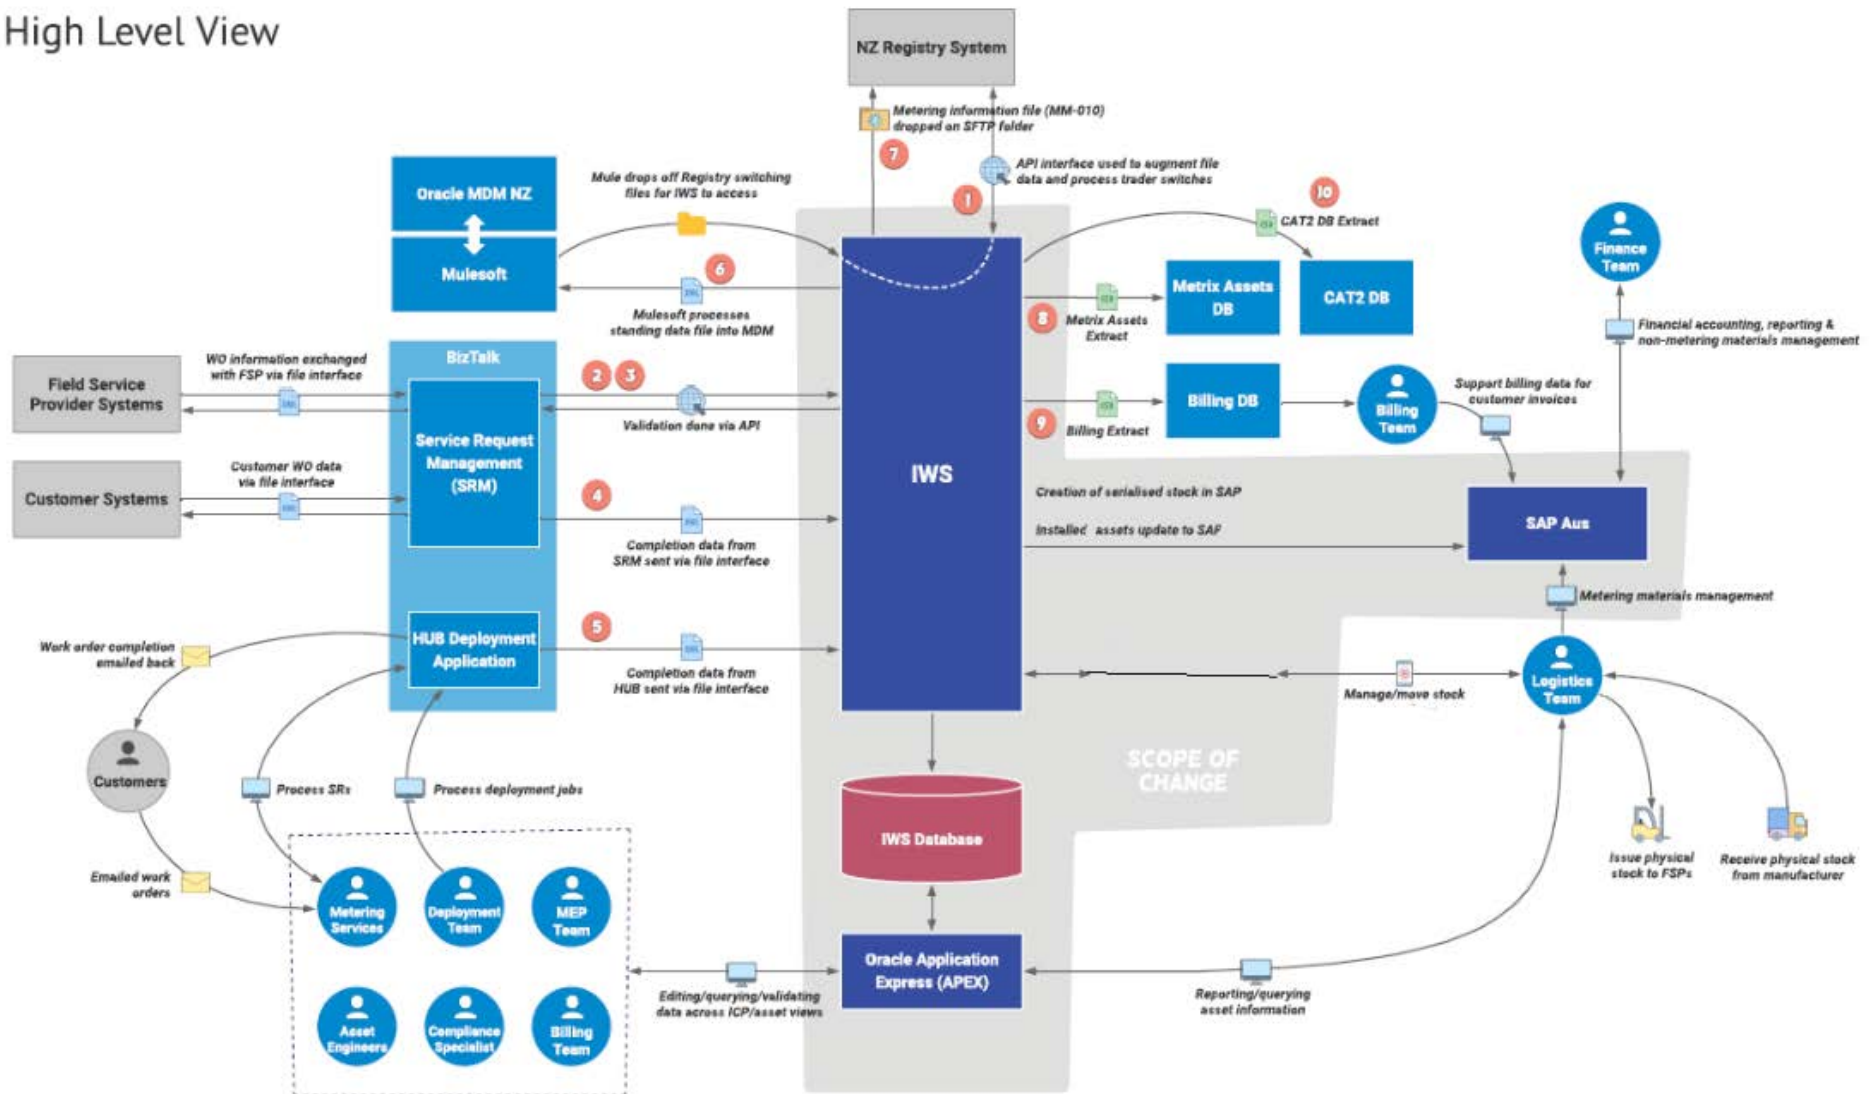 High Level View
NZ Registry System
Metering information file (MM-010)
dropped on SFTP folder
7
API interface used to augment file
data and process trader switches
1
Oracle MDM NZ
Mulesoft
Mule drops off Registry switching
files for IWS to access
6
Mulesoft processes
standing data file into MDM
10
CAT2 DB Extract
Metrix Assets
DB
CAT2 DB
8
Metrix Assets
Extract
Finance
Team
Financial accounting, reporting &
non-metering materials management
Field Service
Provider Systems
WO information exchanged
with FSP via file interface
BizTalk
Service Request
Management
(SRM)
2
3
Validation done via API
9
Billing Extract
Billing DB
Billing
Team
Support billing data for
customer invoices
Customer Systems
Customer WO data
via file interface
4
Completion data from
SRM sent via file interface
IWS
Creation of serialised stock in SAP
Installed assets update to SAP
SAP Aus
Metering materials management
HUB Deployment
Application
5
Completion data from
HUB sent via file interface
Work order completion
emailed back
Manage/move stock
Logistics
Team
SCOPE OF
CHANGE
Customers
Process SRs
Process deployment jobs
Emailed work
orders
IWS Database
Issue physical
stock to FSPs
Receive physical stock
from manufacturer
Metering
Services
Deployment
Team
MEP
Team
Asset
Engineers
Compliance
Specialist
Billing
Team
Editing/querying/validating
data across ICP/asset views
Oracle Application
Express (APEX)
Reporting/querying
asset information